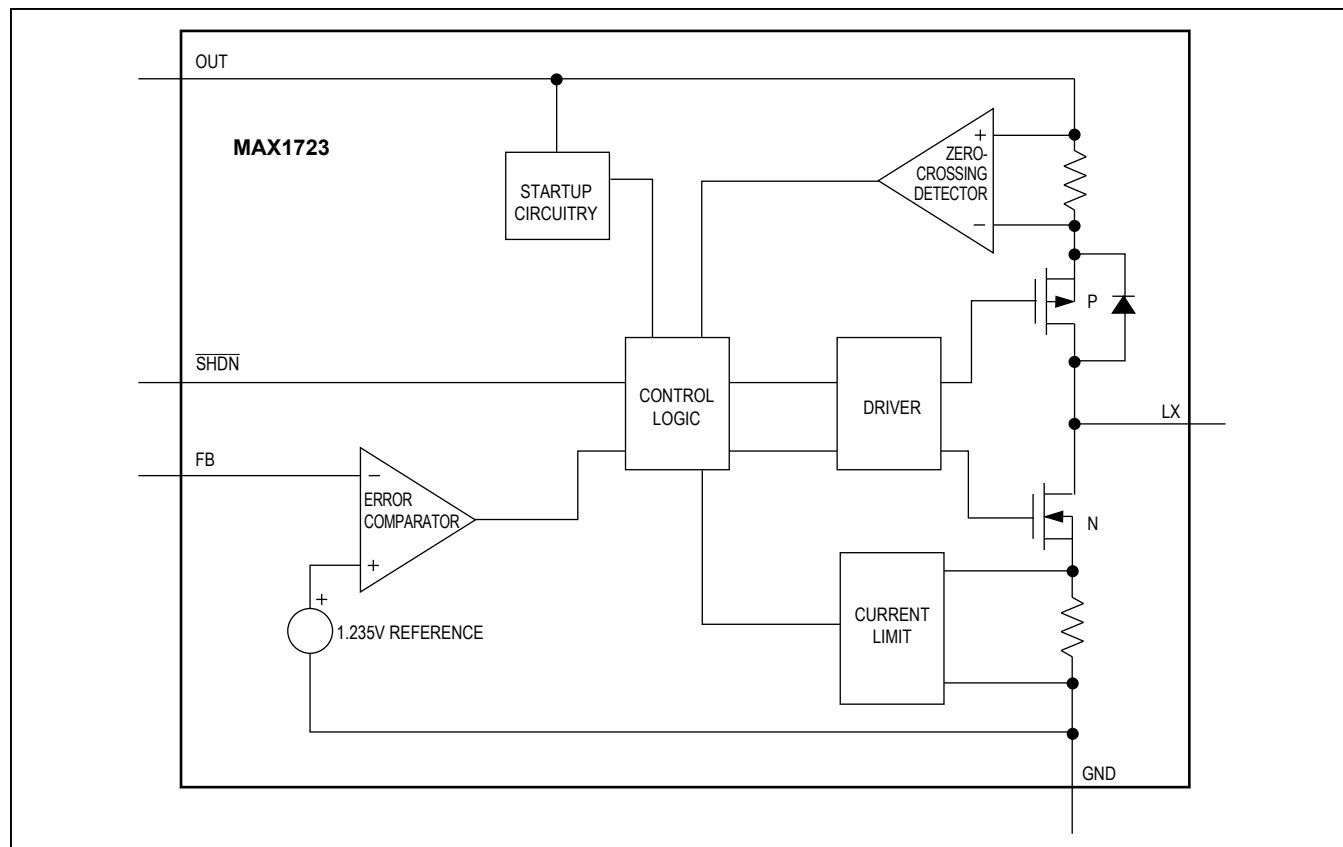 OUT
MAX1723
STARTUP
CIRCUITRY
+
ZERO-
CROSSING
DETECTOR
−
P
SHDN
CONTROL
LOGIC
DRIVER
LX
FB
−
ERROR
COMPARATOR
+
N
+
1.235V REFERENCE
CURRENT
LIMIT
GND